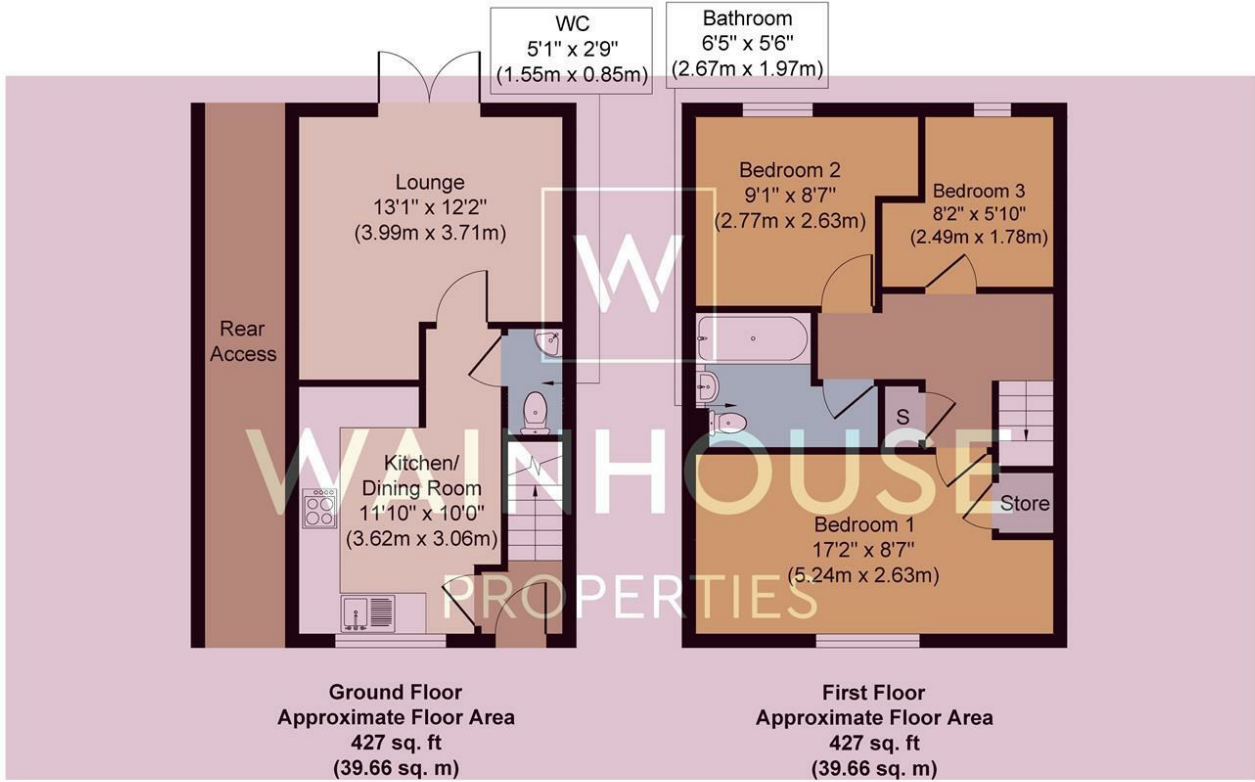 WC
5'1" x 2'9"
(1.55m x 0.85m)
Bathroom
6'5" x 5'6"
(2.67m x 1.97m)
Lounge
13'1" x 12'2"
(3.99m x 3.71m)
Rear
Access
Kitchen/
Dining Room
11'10" x 10'0"
(3.62m x 3.06m)
Bedroom 2
9'1" x 8'7"
(2.77m x 2.63m)
Bedroom 3
8'2" x 5'10"
(2.49m x 1.78m)
S
Store
Bedroom 1
17'2" x 8'7"
(5.24m x 2.63m)
W
WAINHOUSE
PROPERTIES
Ground Floor
Approximate Floor Area
427 sq. ft
(39.66 sq. m)
First Floor
Approximate Floor Area
427 sq. ft
(39.66 sq. m)